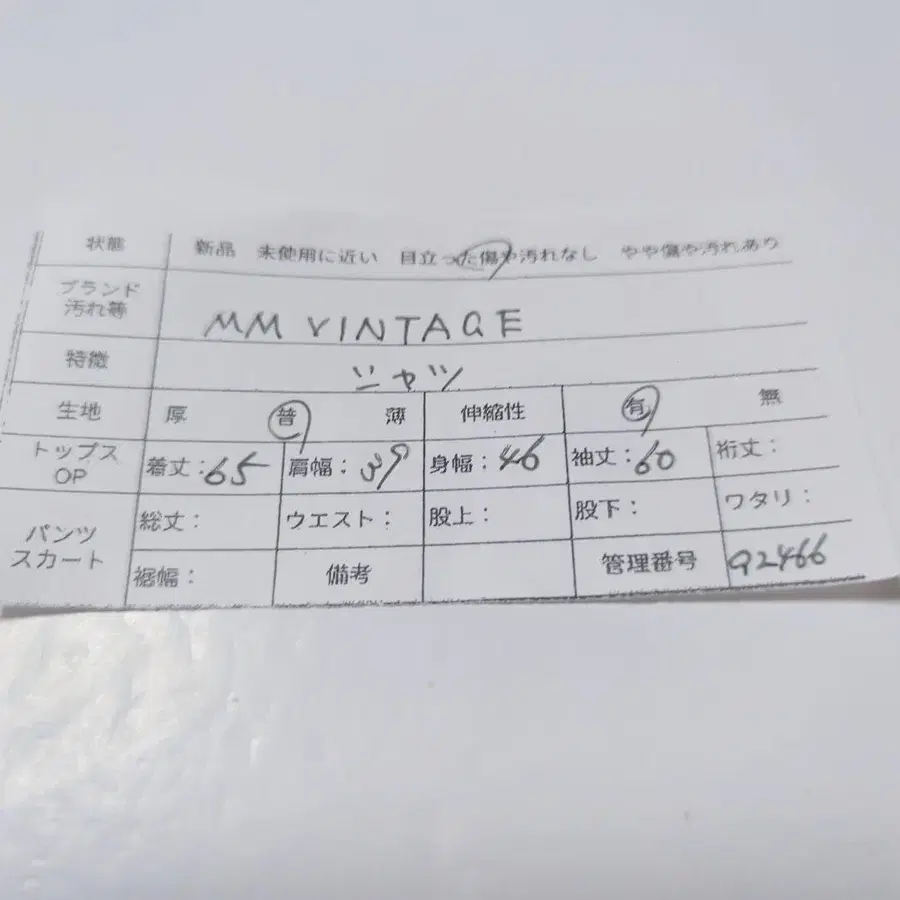 状態 新品 未使用に近い 目立った傷や汚れなし やや傷や汚れあり
ブランド
汚れ等 MM VINTAGE
特徴 シャツ
生地 厚 普 薄 伸縮性 有 無
トップス
OP 着丈：65 肩幅：39 身幅：46 袖丈：60 裄丈：
パンツ
スカート 総丈： ウエスト： 股上： 股下： ワタリ：
裾幅： 備考 管理番号 92466